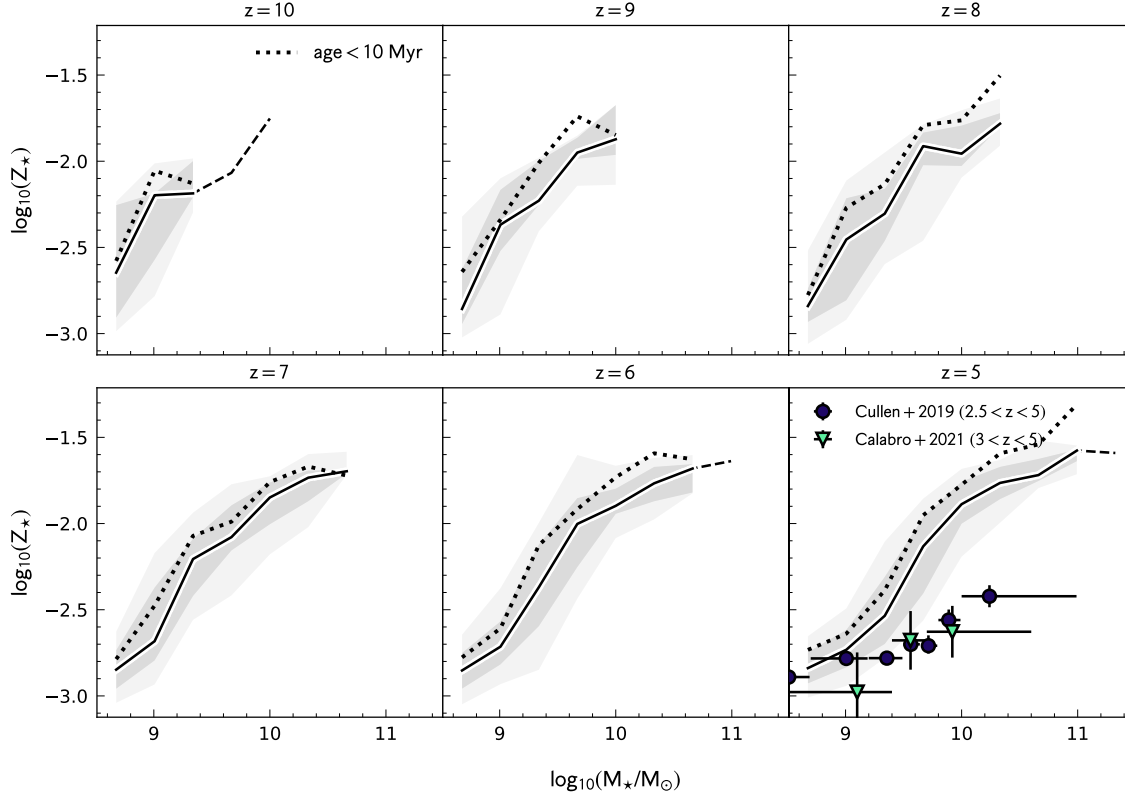 z = 10
z = 9
z = 8
age < 10 Myr
−1.5
−2.0
−2.5
−3.0
log₁₀(Z⋆)
z = 7
z = 6
z = 5
Cullen + 2019 (2.5 < z < 5)
Calabro + 2021 (3 < z < 5)
−1.5
−2.0
−2.5
−3.0
log₁₀(Z⋆)
9 10 11 9 10 11 9 10 11
log₁₀(M⋆/M⊙)